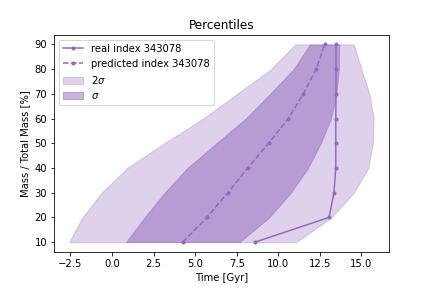 Percentiles
real index 343078
predicted index 343078
2σ
σ
Mass / Total Mass [%]
90
80
70
60
50
40
30
20
10
−2.5 0.0 2.5 5.0 7.5 10.0 12.5 15.0
Time [Gyr]